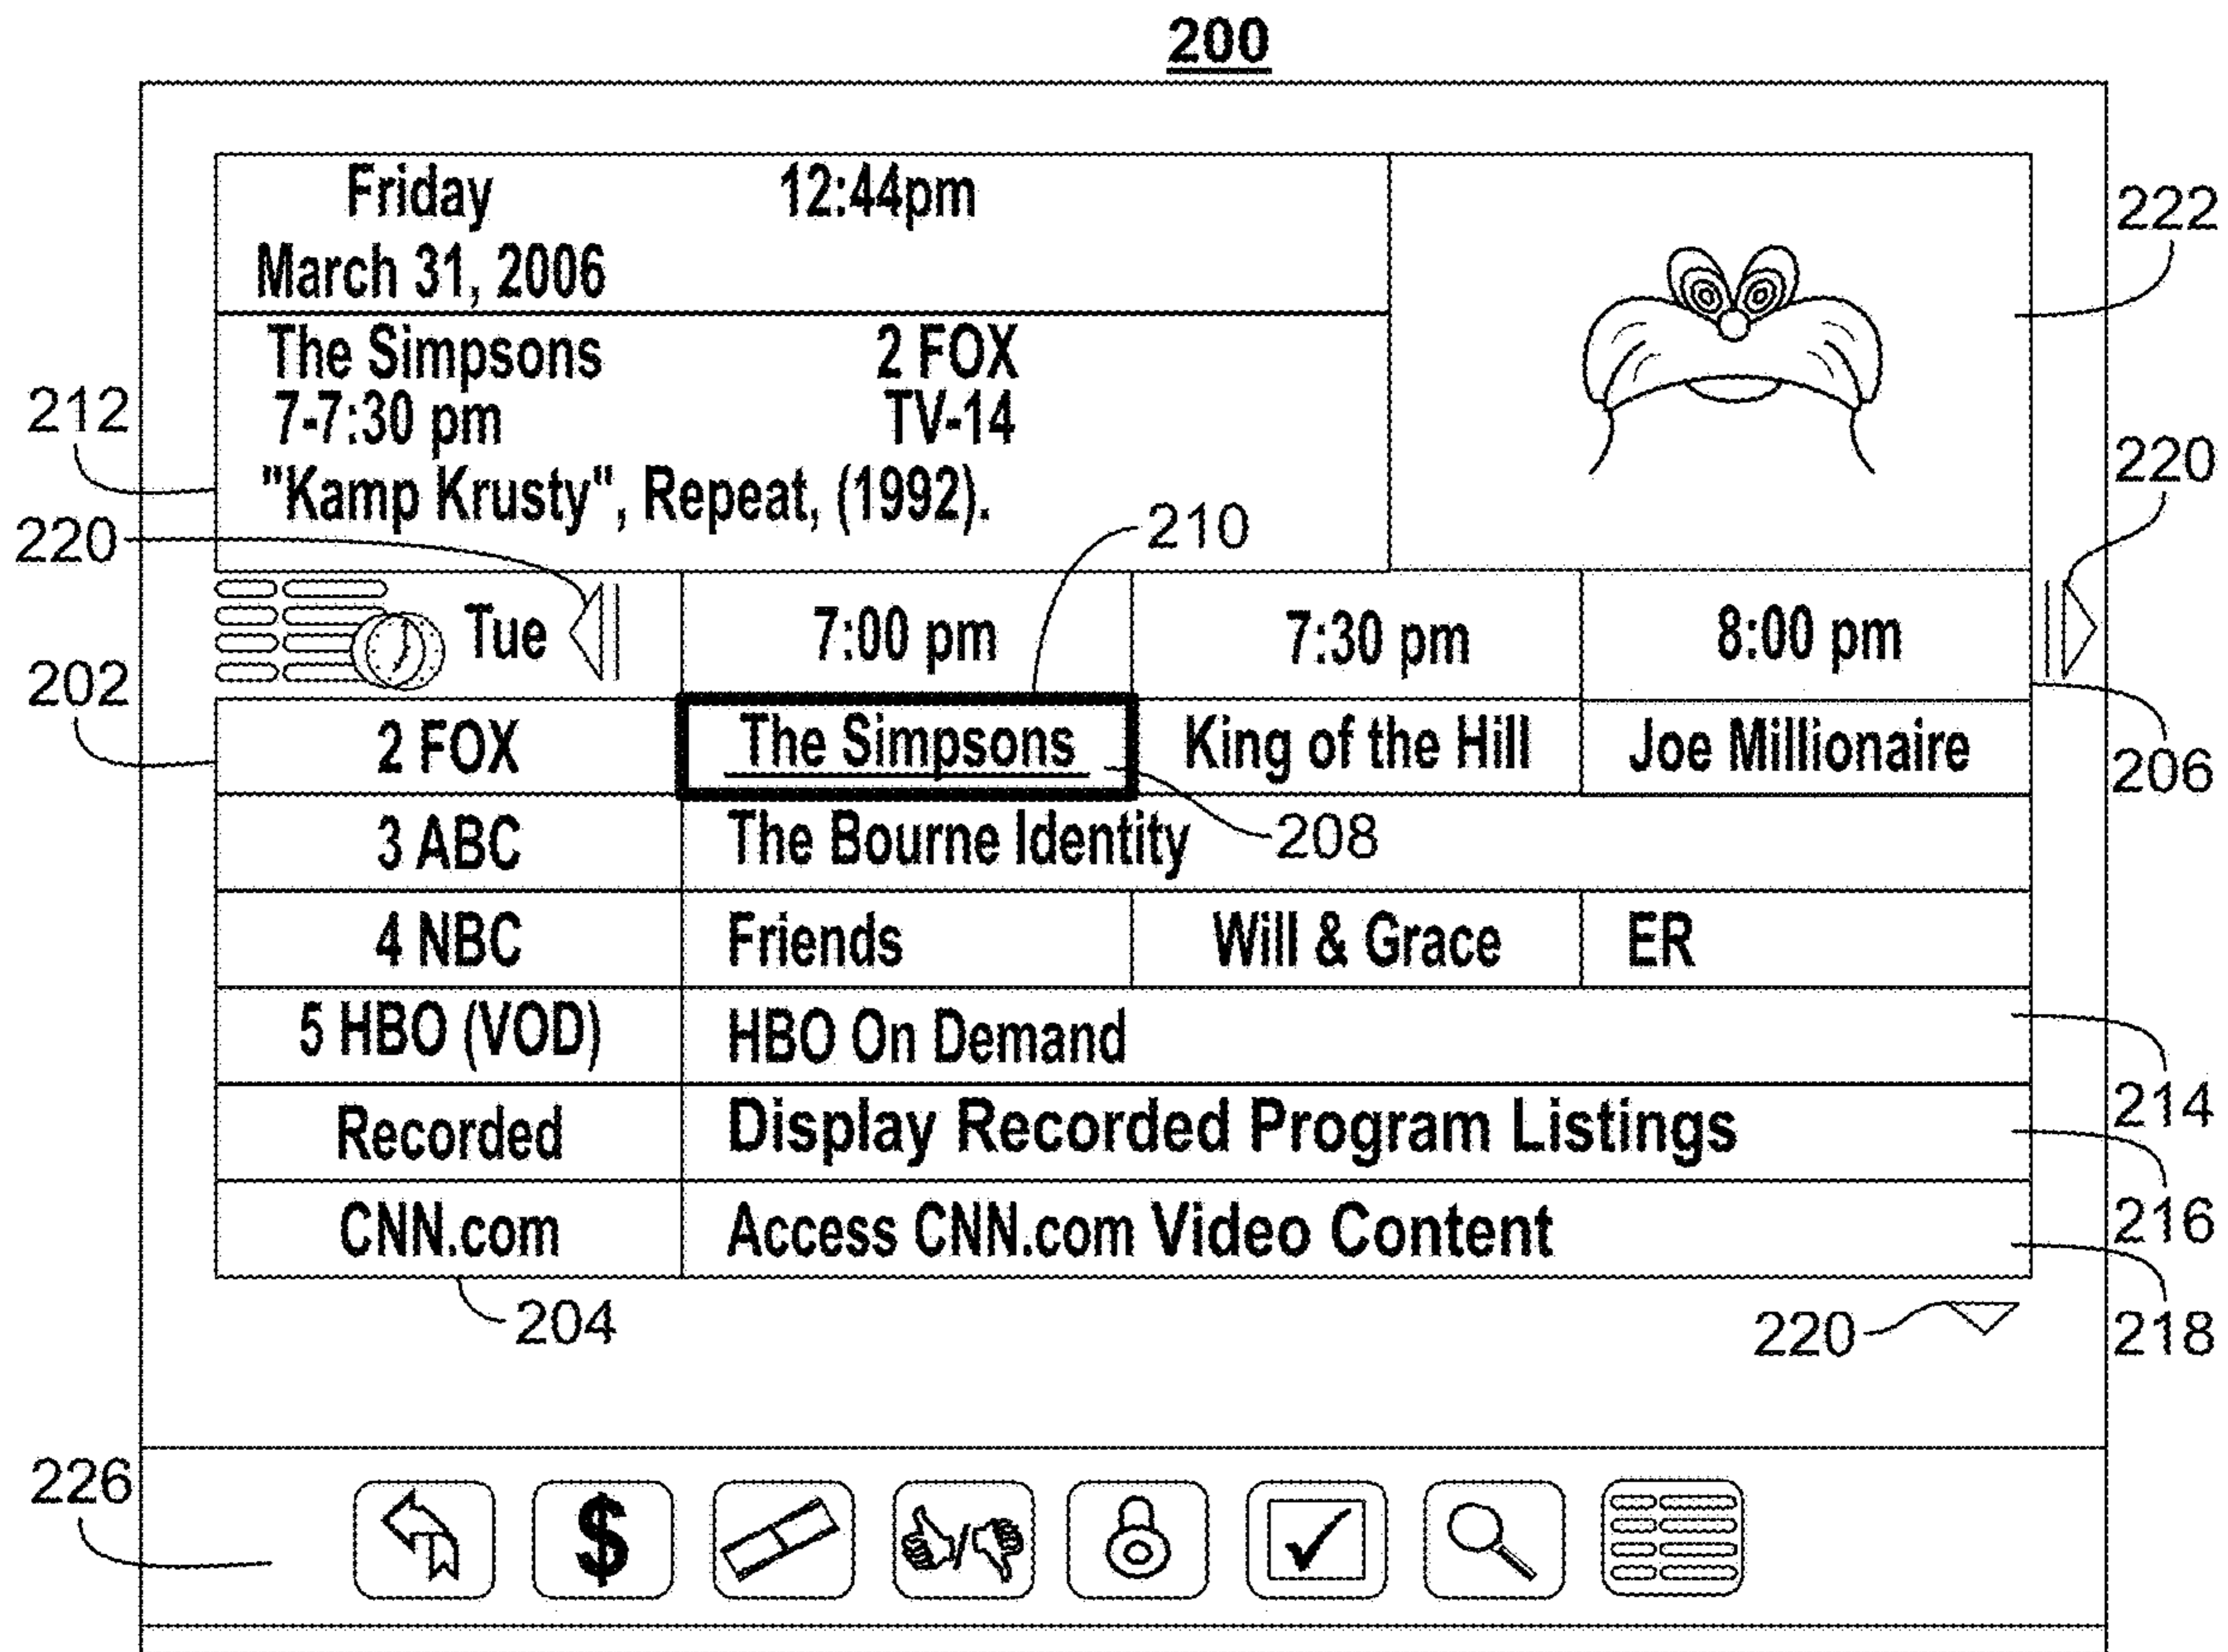 200
Friday 12:44pm
March 31, 2006
222
The Simpsons 2 FOX
212
7-7:30 pm TV-14
220
"Kamp Krusty", Repeat, (1992).
210
220
Tue 7:00 pm 7:30 pm 8:00 pm
202
2 FOX The Simpsons King of the Hill Joe Millionaire
206
3 ABC The Bourne Identity 208
4 NBC Friends Will & Grace ER
5 HBO (VOD) HBO On Demand
214
Recorded Display Recorded Program Listings
216
CNN.com Access CNN.com Video Content
204 220 218
226
$